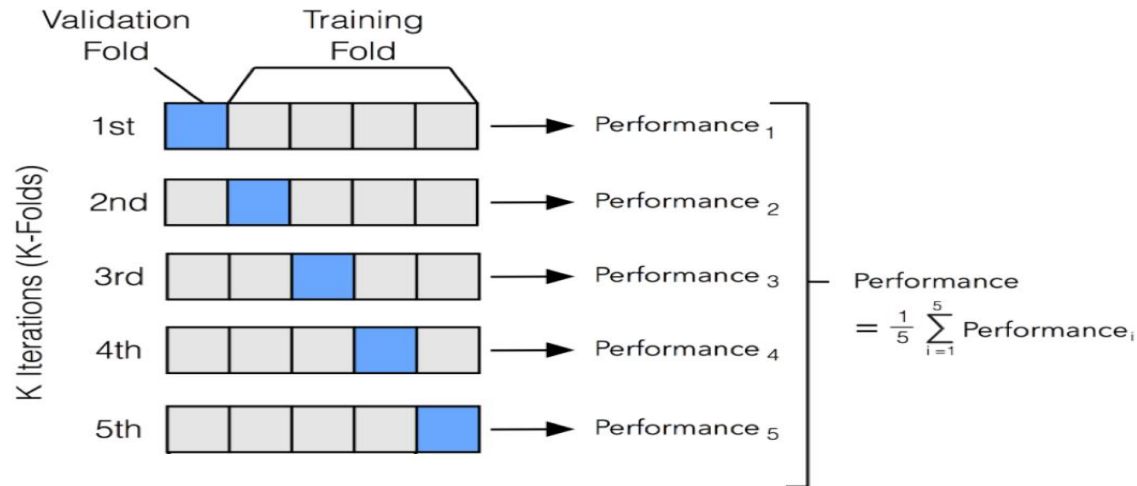 Validation
Fold
Training
Fold
K Iterations (K-Folds)
1st
Performance 1
2nd
Performance 2
3rd
Performance 3
4th
Performance 4
5th
Performance 5
Performance
= 1/5 5∑i=1 Performance i